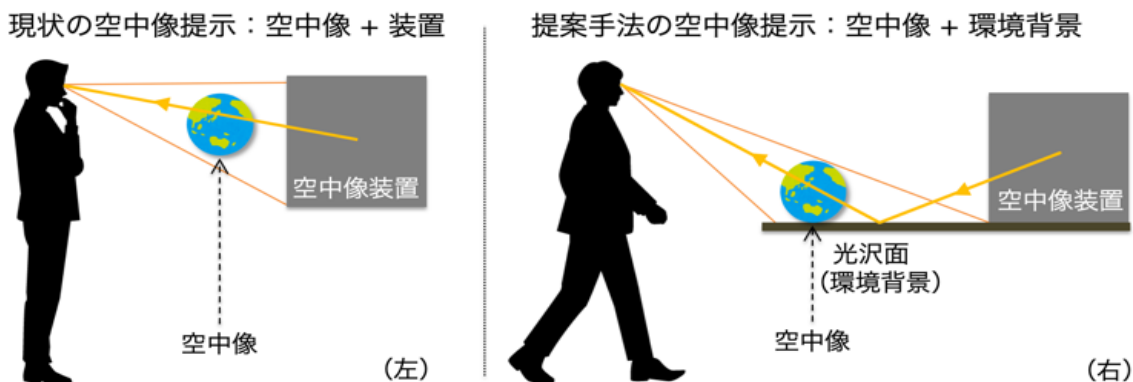 現状の空中像提示：空中像 + 装置
空中像装置
空中像
（左）
提案手法の空中像提示：空中像 + 環境背景
空中像装置
光沢面
（環境背景）
空中像
（右）